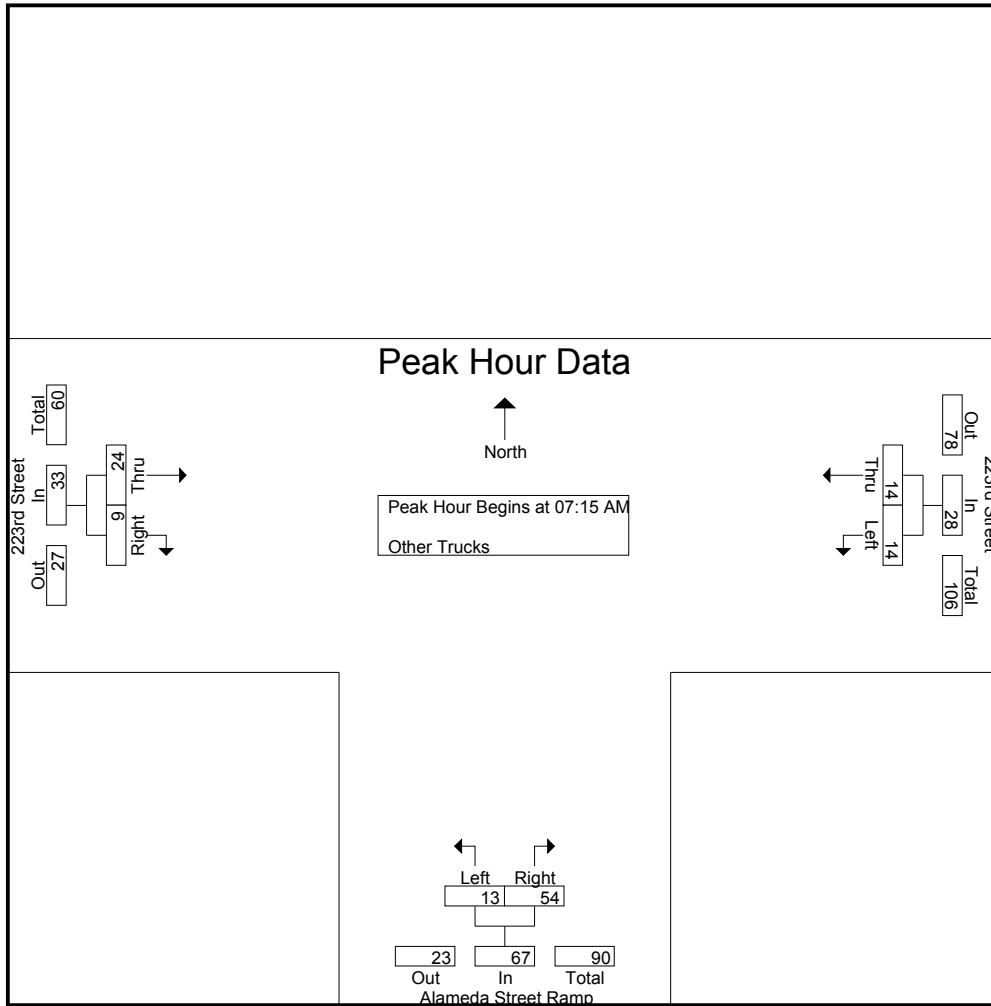 Peak Hour Data
North
Peak Hour Begins at 07:15 AM
Other Trucks
223rd Street
Total
60
In
33
Out
27
24
Thru
9
Right
223rd Street
Out
78
In
28
Total
106
Thru
14
Left
14
Left Right
13 54
23 67 90
Out In Total
Alameda Street Ramp